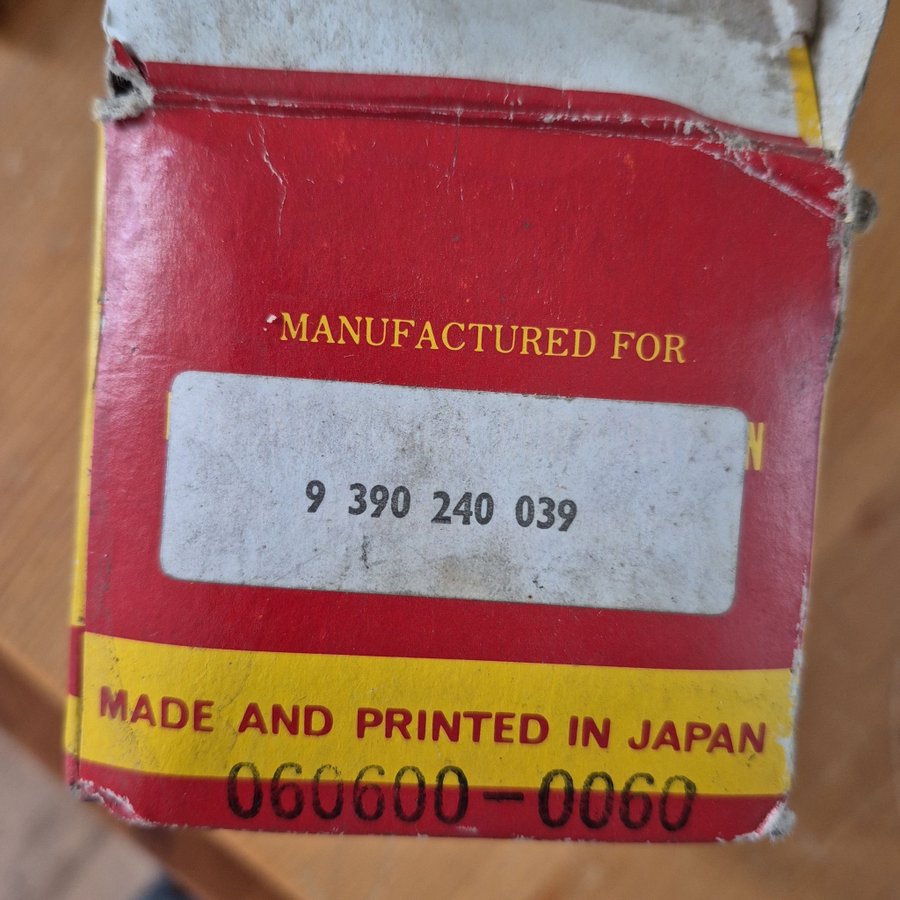 MANUFACTURED FOR
N
9 390 240 039
MADE AND PRINTED IN JAPAN
060600-0060